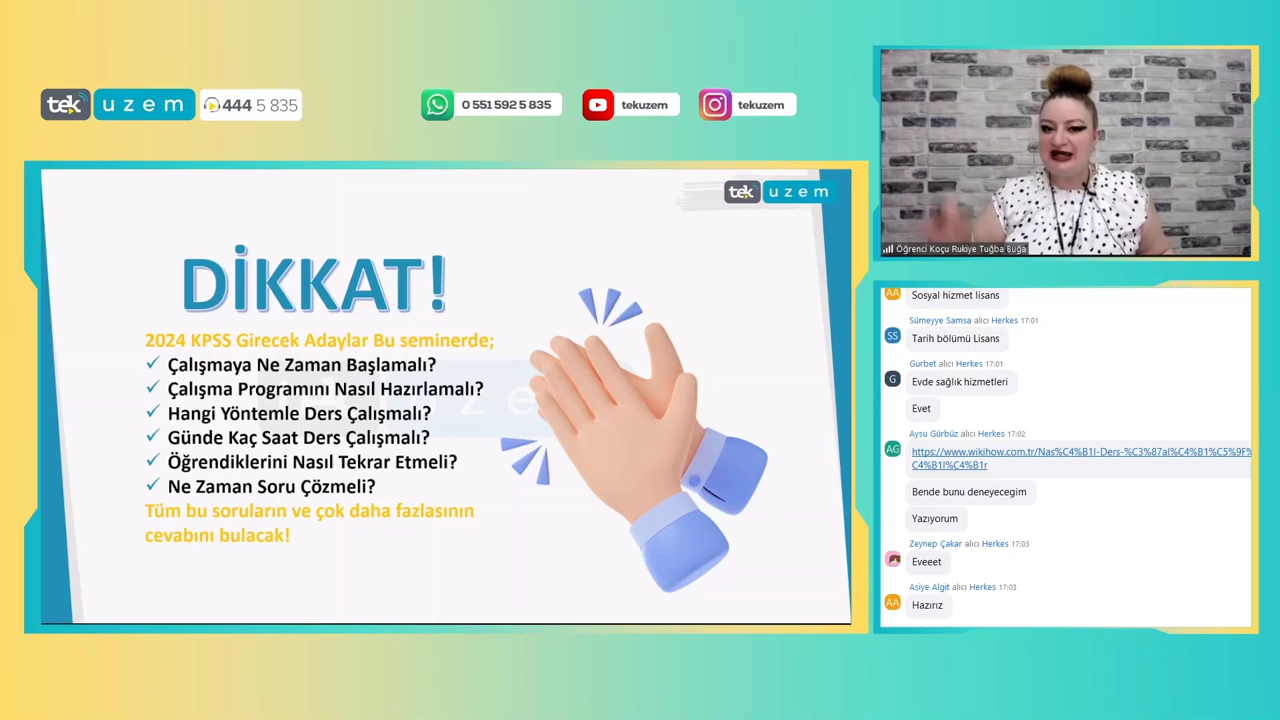 tek uzem 444 5 835
0 551 592 5 835
tekuzem
tekuzem
tek uzem
DİKKAT!
2024 KPSS Girecek Adaylar Bu seminerde;
Çalışmaya Ne Zaman Başlamalı?
Çalışma Programını Nasıl Hazırlamalı?
Hangi Yöntemle Ders Çalışmalı?
Günde Kaç Saat Ders Çalışmalı?
Öğrendiklerini Nasıl Tekrar Etmeli?
Ne Zaman Soru Çözmeli?
Tüm bu soruların ve çok daha fazlasının
cevabını bulacak!
Öğrenci Koçu Rukiye Tuğba Buğa
AA
Sosyal hizmet lisans
Sümeyye Samsa alıcı Herkes 17:01
SS
Tarih bölümü Lisans
Gurbet alıcı Herkes 17:01
G
Evde sağlık hizmetleri
Evet
Aysu Gürbüz alıcı Herkes 17:02
AG
https://www.wikihow.com.tr/Nas%C4%B1l-Ders-%C3%87al%C4%B1%C5%9F%
C4%B1l%C4%B1r
Bende bunu deneyecegim
Yazıyorum
Zeynep Çakar alıcı Herkes 17:03
Eveeet
Asiye Algit alıcı Herkes 17:03
AA
Hazırız